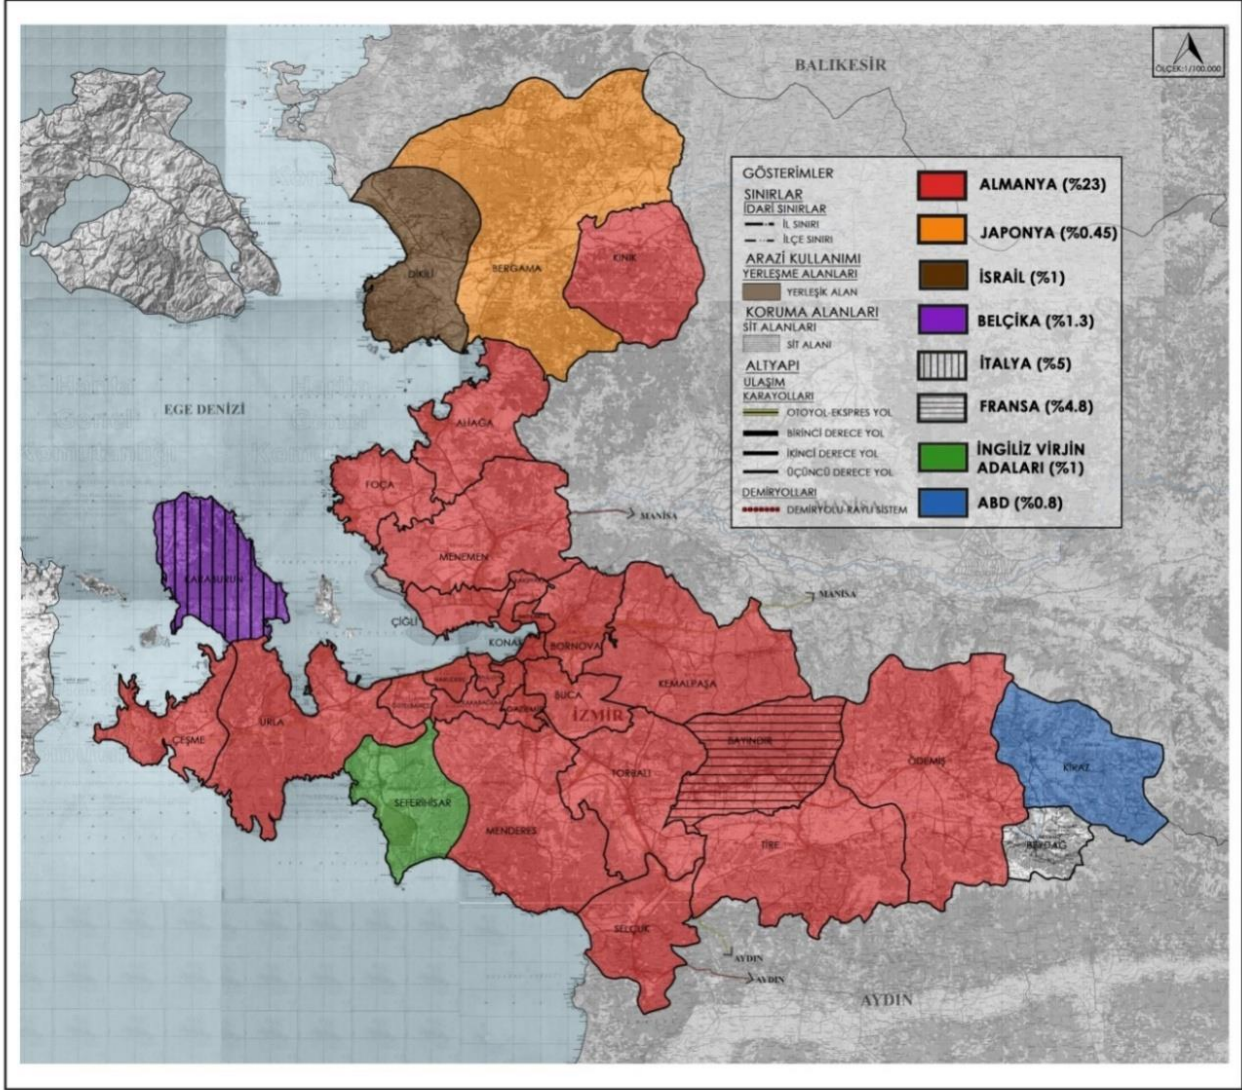 ÖLÇEK:1/100.000
BALIKESİR
GÖSTERİMLER
SINIRLAR
İDARİ SINIRLAR
İL SINIRI
İLÇE SINIRI
ARAZİ KULLANIMI
YERLEŞME ALANLARI
YERLEŞİK ALAN
KORUMA ALANLARI
SİT ALANLARI
SİT ALANI
ALTYAPI
ULAŞIM
KARAYOLLARI
OTOYOL-EKSPRES YOL
BİRİNCİ DERECE YOL
İKİNCİ DERECE YOL
ÜÇÜNCÜ DERECE YOL
DEMİRYOLLARI
DEMİRYOLU-RAYLI SİSTEM
ALMANYA (%23)
JAPONYA (%0.45)
İSRAİL (%1)
BELÇİKA (%1.3)
İTALYA (%5)
FRANSA (%4.8)
İNGİLİZ VİRJİN
ADALARI (%1)
ABD (%0.8)
MANİSA
KINIK
BERGAMA
DİKİLİ
EGE DENİZİ
ALİAĞA
FOÇA
MANİSA
MENEMEN
KARABURUN
MANİSA
ÇİĞLİ
KONAK
BORNOVA
KEMALPAŞA
BUCA
İZMİR
URLA
ÇEŞME
BAYINDIR
ÖDEMİŞ
KİRAZ
TORBALI
SEFERİHİSAR
MENDERES
TİRE
BEYDAĞ
SELÇUK
AYDIN
AYDIN
AYDIN